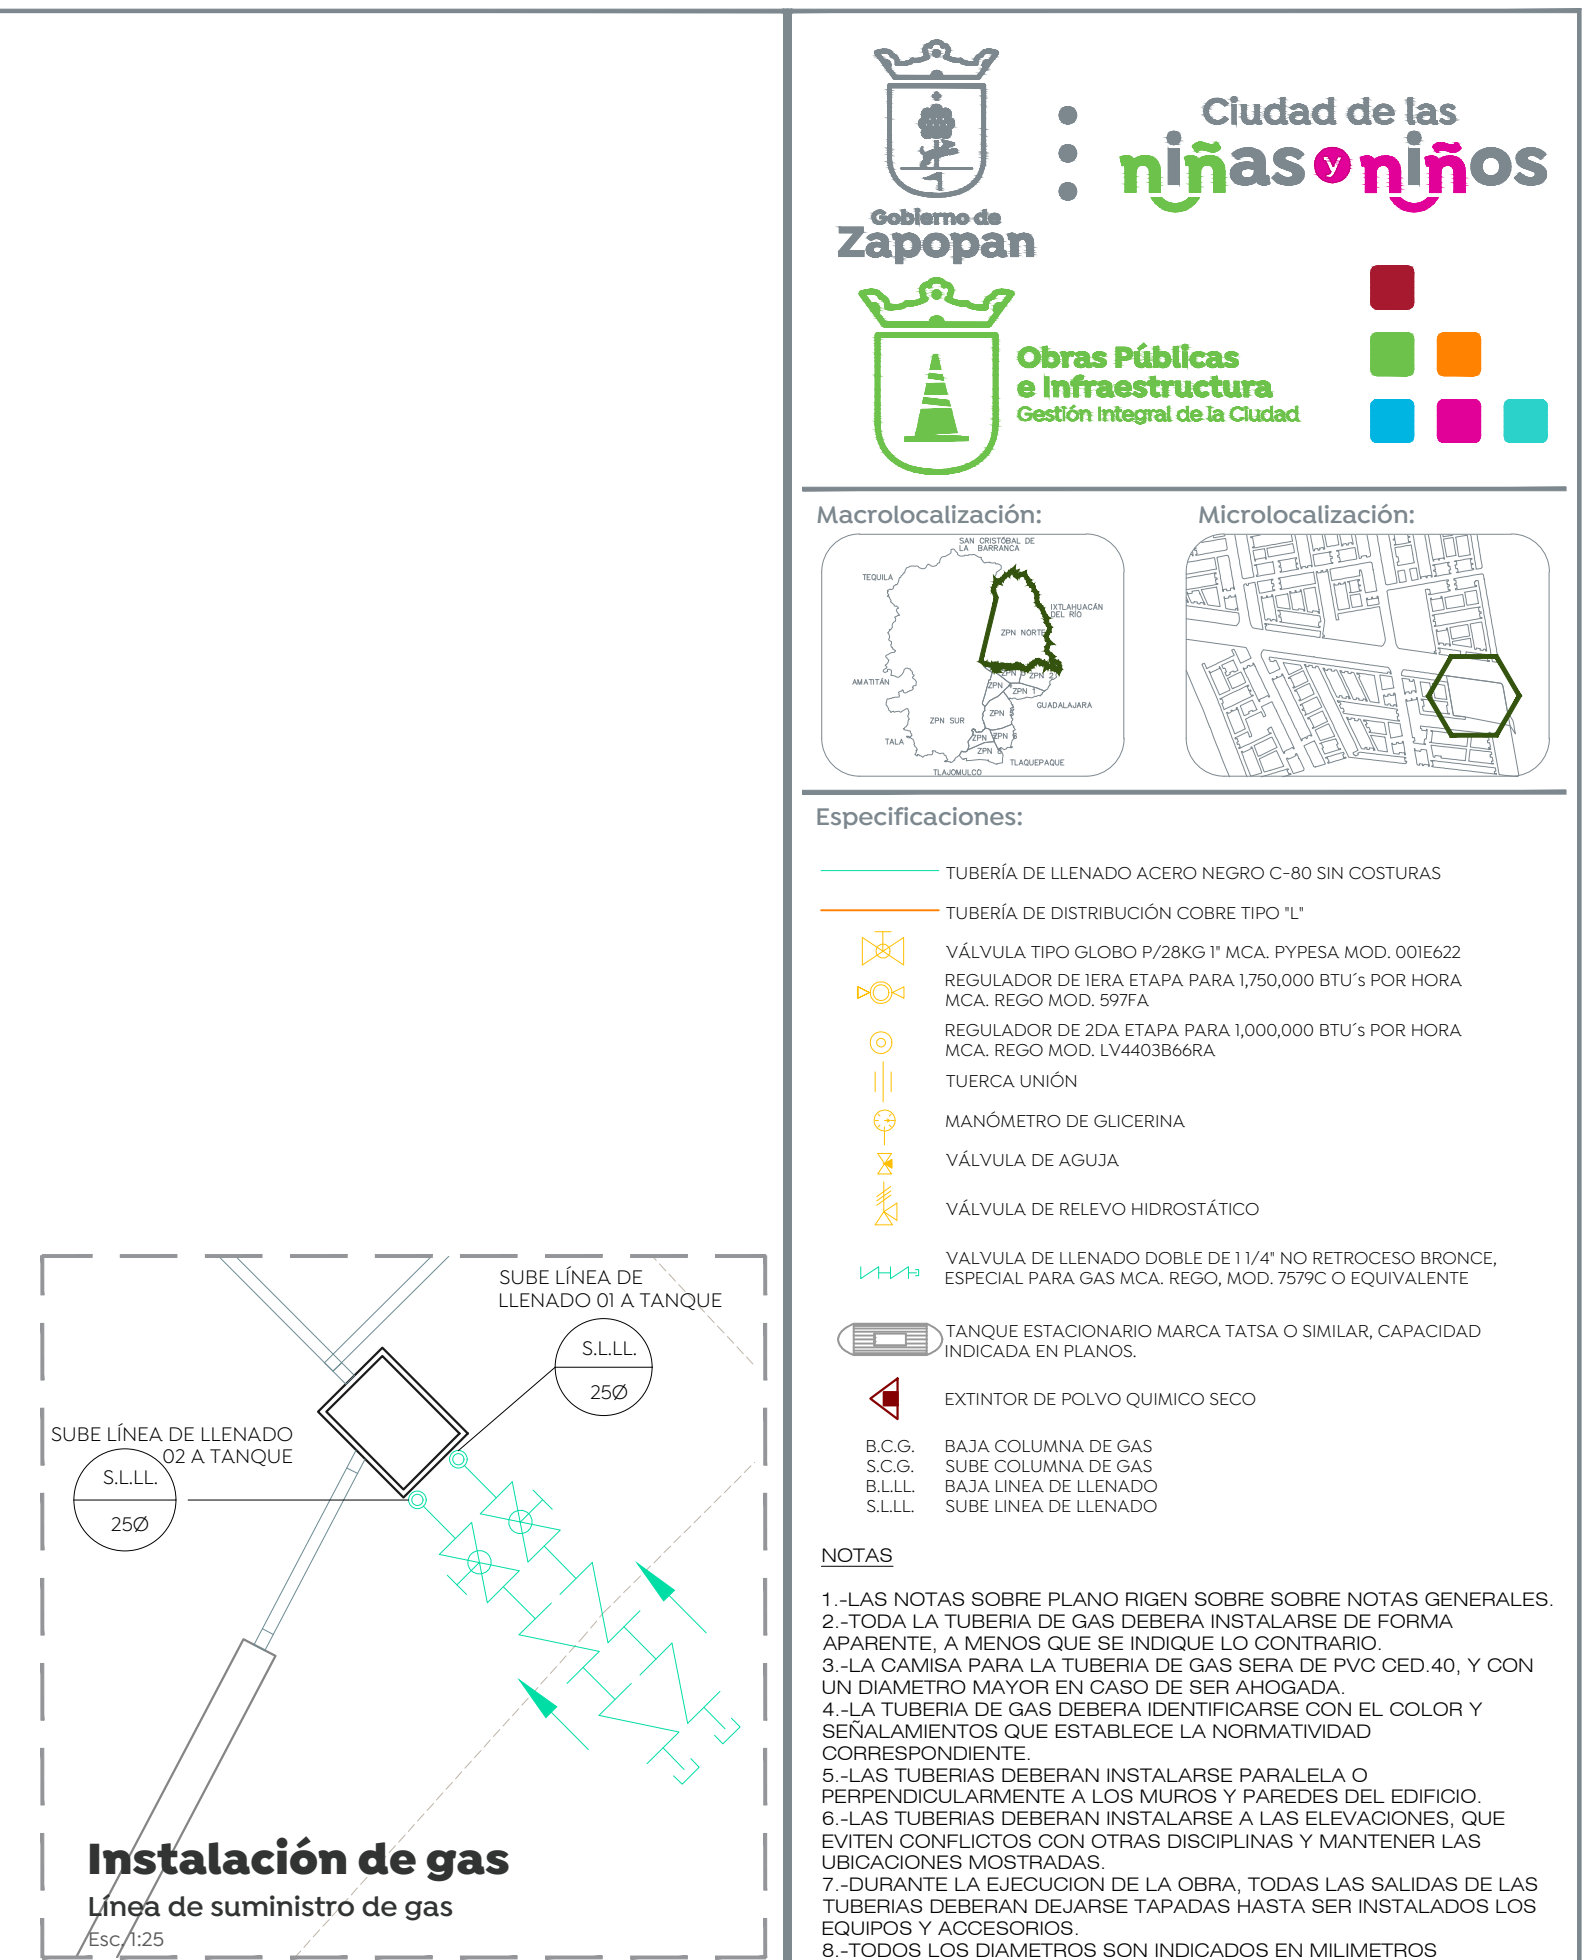 Gobierno de
Zapopan
Ciudad de las
niñas y niños
Obras Públicas
e Infraestructura
Gestión Integral de la Ciudad
Macrolocalización:
SAN CRISTÓBAL DE
LA BARRANCA
TEQUILA
IXTLAHUACÁN
DEL RÍO
ZPN NORTE
AMATITÁN
ZPN 2
ZPN 1
GUADALAJARA
ZPN SUR
TALA
TLAQUEPAQUE
TLAJOMULCO
Microlocalización:
Especificaciones:
TUBERÍA DE LLENADO ACERO NEGRO C-80 SIN COSTURAS
TUBERÍA DE DISTRIBUCIÓN COBRE TIPO "L"
VÁLVULA TIPO GLOBO P/28KG 1" MCA. PYPESA MOD. 001E622
REGULADOR DE 1ERA ETAPA PARA 1,750,000 BTU´s POR HORA
MCA. REGO MOD. 597FA
REGULADOR DE 2DA ETAPA PARA 1,000,000 BTU´s POR HORA
MCA. REGO MOD. LV4403B66RA
TUERCA UNIÓN
MANÓMETRO DE GLICERINA
VÁLVULA DE AGUJA
VÁLVULA DE RELEVO HIDROSTÁTICO
VALVULA DE LLENADO DOBLE DE 1 1/4" NO RETROCESO BRONCE,
ESPECIAL PARA GAS MCA. REGO, MOD. 7579C O EQUIVALENTE
TANQUE ESTACIONARIO MARCA TATSA O SIMILAR, CAPACIDAD
INDICADA EN PLANOS.
EXTINTOR DE POLVO QUIMICO SECO
B.C.G. BAJA COLUMNA DE GAS
S.C.G. SUBE COLUMNA DE GAS
B.L.LL. BAJA LINEA DE LLENADO
S.L.LL. SUBE LINEA DE LLENADO
NOTAS
1.-LAS NOTAS SOBRE PLANO RIGEN SOBRE SOBRE NOTAS GENERALES.
2.-TODA LA TUBERIA DE GAS DEBERA INSTALARSE DE FORMA
APARENTE, A MENOS QUE SE INDIQUE LO CONTRARIO.
3.-LA CAMISA PARA LA TUBERIA DE GAS SERA DE PVC CED.40, Y CON
UN DIAMETRO MAYOR EN CASO DE SER AHOGADA.
4.-LA TUBERIA DE GAS DEBERA IDENTIFICARSE CON EL COLOR Y
SEÑALAMIENTOS QUE ESTABLECE LA NORMATIVIDAD
CORRESPONDIENTE.
5.-LAS TUBERIAS DEBERAN INSTALARSE PARALELA O
PERPENDICULARMENTE A LOS MUROS Y PAREDES DEL EDIFICIO.
6.-LAS TUBERIAS DEBERAN INSTALARSE A LAS ELEVACIONES, QUE
EVITEN CONFLICTOS CON OTRAS DISCIPLINAS Y MANTENER LAS
UBICACIONES MOSTRADAS.
7.-DURANTE LA EJECUCION DE LA OBRA, TODAS LAS SALIDAS DE LAS
TUBERIAS DEBERAN DEJARSE TAPADAS HASTA SER INSTALADOS LOS
EQUIPOS Y ACCESORIOS.
8.-TODOS LOS DIAMETROS SON INDICADOS EN MILIMETROS
SUBE LÍNEA DE
LLENADO 01 A TANQUE
S.L.LL.
25Ø
SUBE LÍNEA DE LLENADO
02 A TANQUE
S.L.LL.
25Ø
Instalación de gas
Línea de suministro de gas
Esc. 1:25